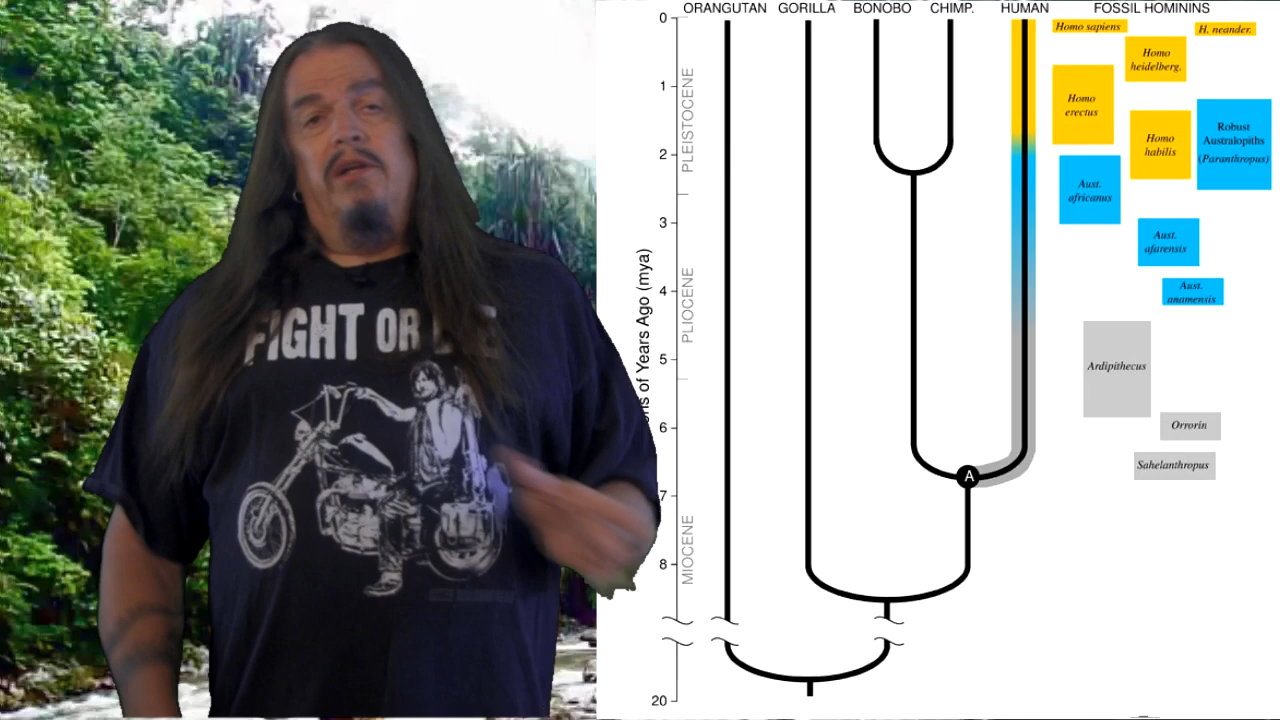 ORANGUTAN GORILLA BONOBO CHIMP. HUMAN FOSSIL HOMININS
0
1
2
3
4
5
6
7
8
20
PLEISTOCENE
PLIOCENE
MIOCENE
of Years Ago (mya)
A
Homo sapiens
H. neander.
Homo
heidelberg.
Homo
erectus
Homo
habilis
Robust
Australopiths
(Paranthropus)
Aust.
africanus
Aust.
afarensis
Aust.
anamensis
Ardipithecus
Orrorin
Sahelanthropus
FIGHT OR